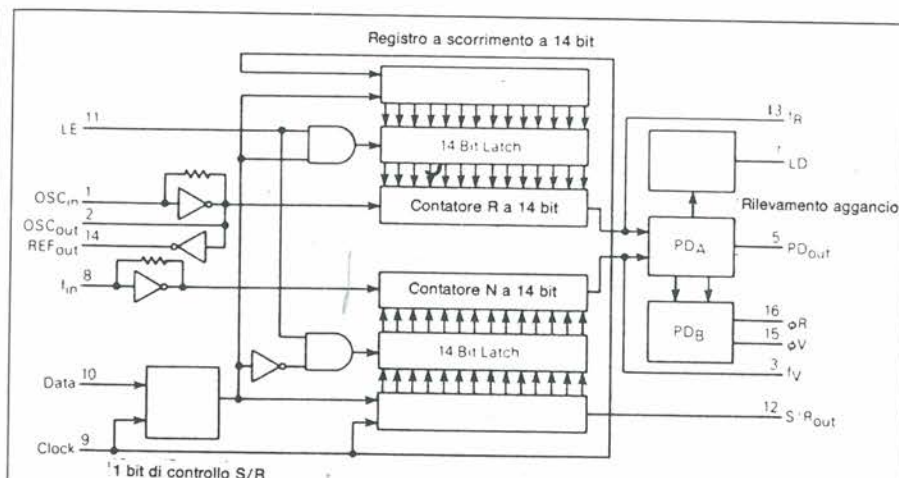 Registro a scorrimento a 14 bit
LE 11
14 Bit Latch
13 fR
LD
OSCin 1
OSCout 2
REFout 14
fin 8
Contatore R a 14 bit
Rilevamento aggancio
PDA
5 PDout
Contatore N a 14 bit
PDB
16 φR
15 φV
3 fV
14 Bit Latch
Data 10
12 S/Rout
Clock 9
1 bit di controllo S/R